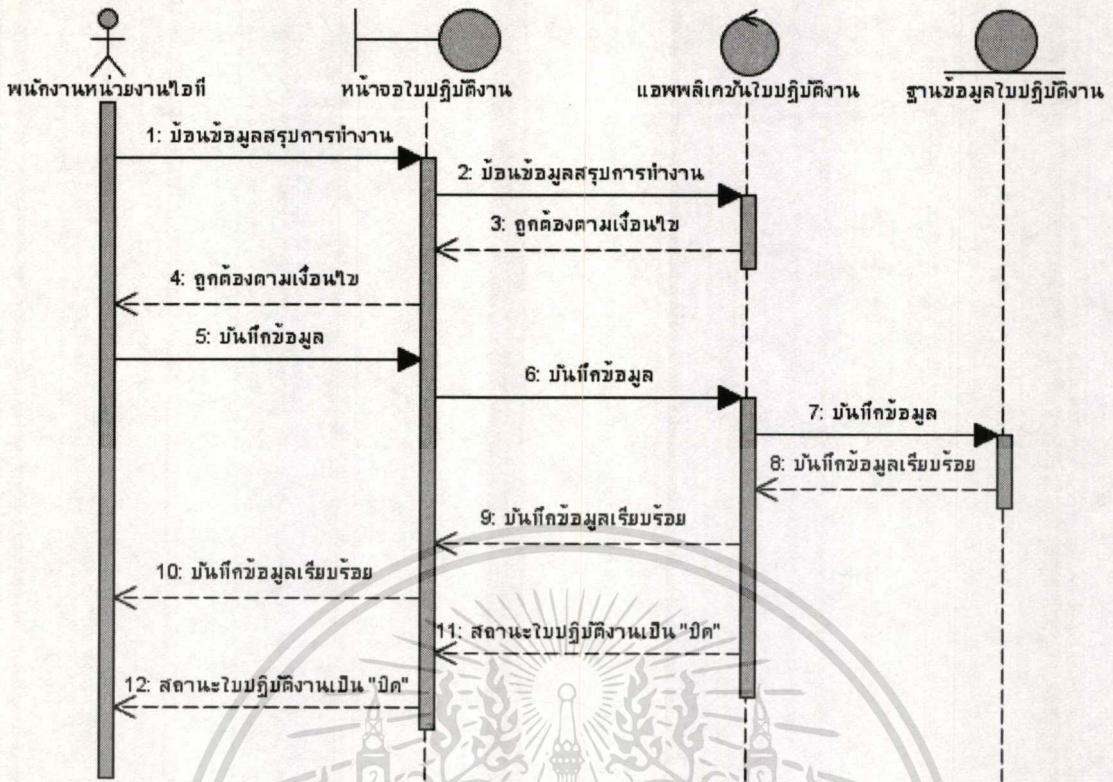 พนักงานหน่วยงานไอที
หน้าจอใบปฏิบัติงาน
แอพพลิเคชันใบปฏิบัติงาน
ฐานข้อมูลใบปฏิบัติงาน
1: ป้อนข้อมูลสรุปการทำงาน
2: ป้อนข้อมูลสรุปการทำงาน
3: ถูกต้องตามเงื่อนไข
4: ถูกต้องตามเงื่อนไข
5: บันทึกข้อมูล
6: บันทึกข้อมูล
7: บันทึกข้อมูล
8: บันทึกข้อมูลเรียบร้อย
9: บันทึกข้อมูลเรียบร้อย
10: บันทึกข้อมูลเรียบร้อย
11: สถานะใบปฏิบัติงานเป็น "ปิด"
12: สถานะใบปฏิบัติงานเป็น "ปิด"